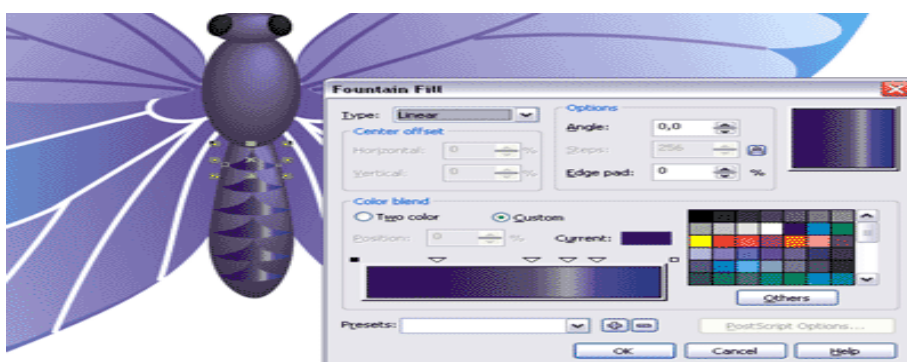 Fountain Fill
Type: Linear
Center offset
Horizontal: 0 %
Vertical: 0 %
Options
Angle: 0,0
Steps: 256
Edge pad: 0 %
Color blend
Two color Custom
Position: 0 % Current:
Others
Presets:
PostScript Options...
OK Cancel Help